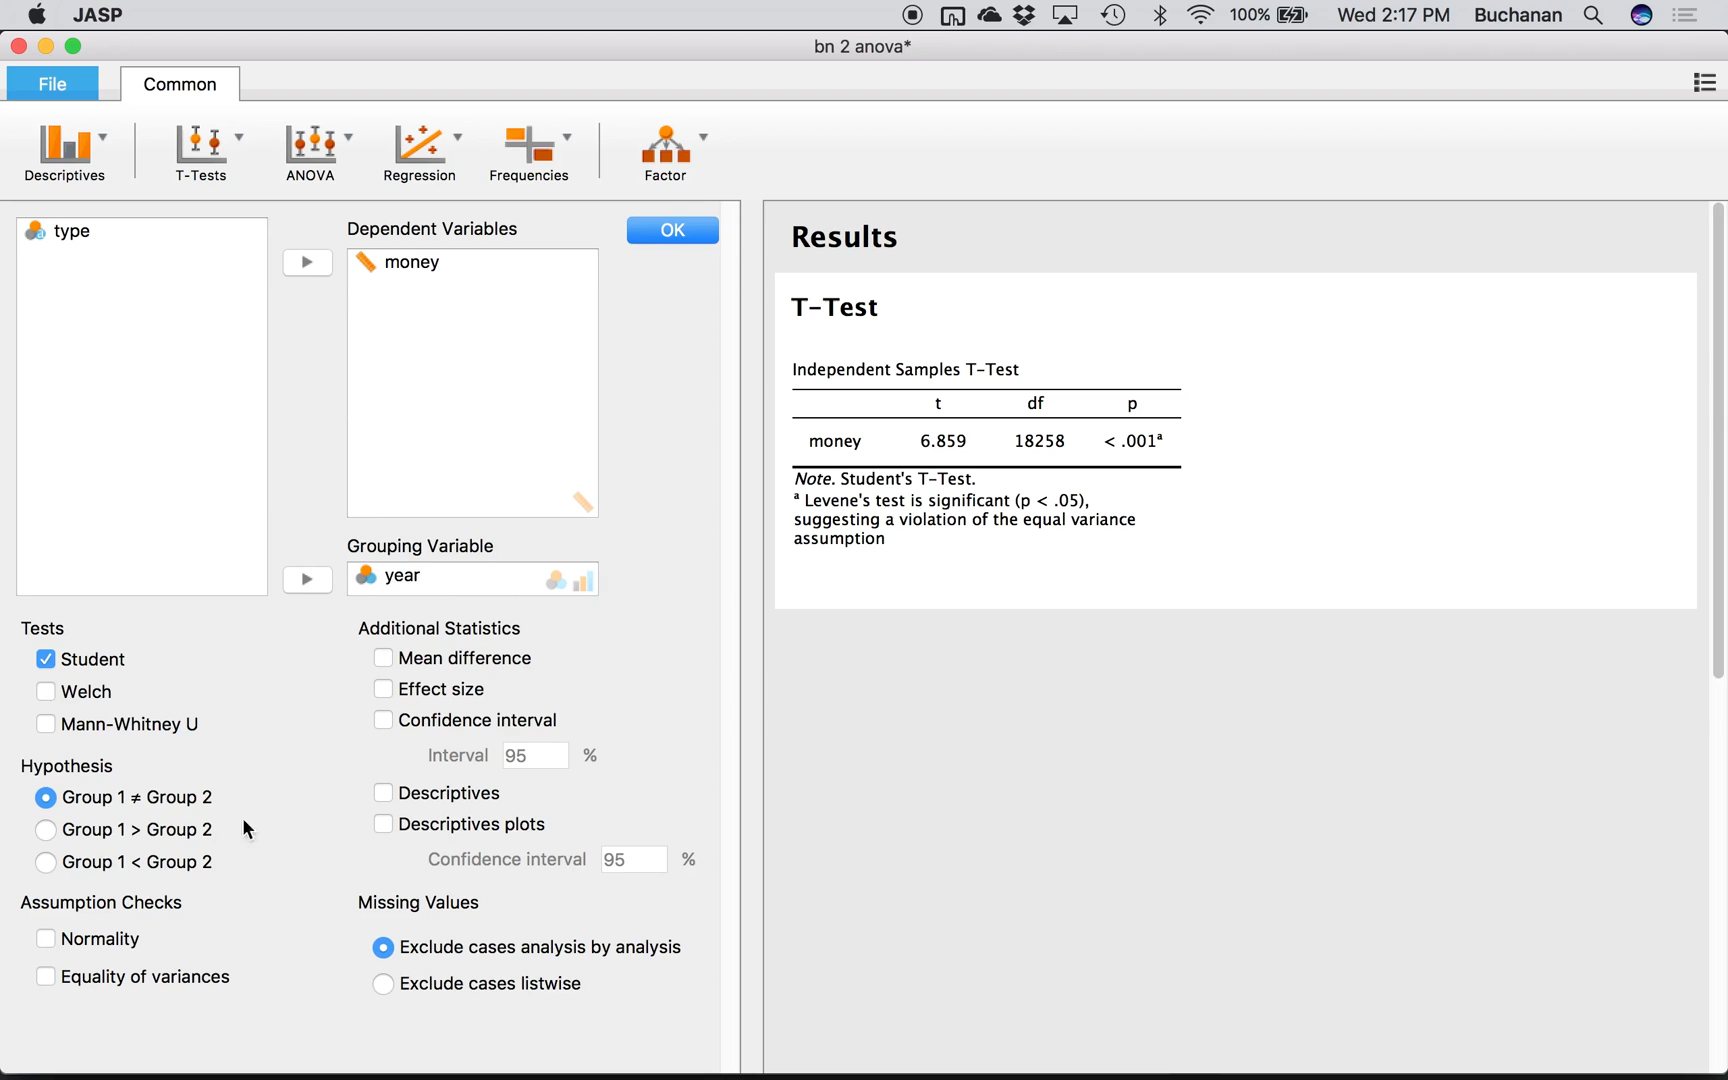 JASP
100%
Wed 2:17 PM
Buchanan
bn 2 anova*
File
Common
Descriptives
T-Tests
ANOVA
Regression
Frequencies
Factor
type
Dependent Variables
OK
money
Grouping Variable
year
Tests
Student
Welch
Mann-Whitney U
Hypothesis
Group 1 ≠ Group 2
Group 1 > Group 2
Group 1 < Group 2
Assumption Checks
Normality
Equality of variances
Additional Statistics
Mean difference
Effect size
Confidence interval
Interval 95 %
Descriptives
Descriptives plots
Confidence interval 95 %
Missing Values
Exclude cases analysis by analysis
Exclude cases listwise
Results
T-Test
Independent Samples T-Test
t df p
money 6.859 18258 < .001ª
Note. Student's T-Test.
ª Levene's test is significant (p < .05),
suggesting a violation of the equal variance
assumption